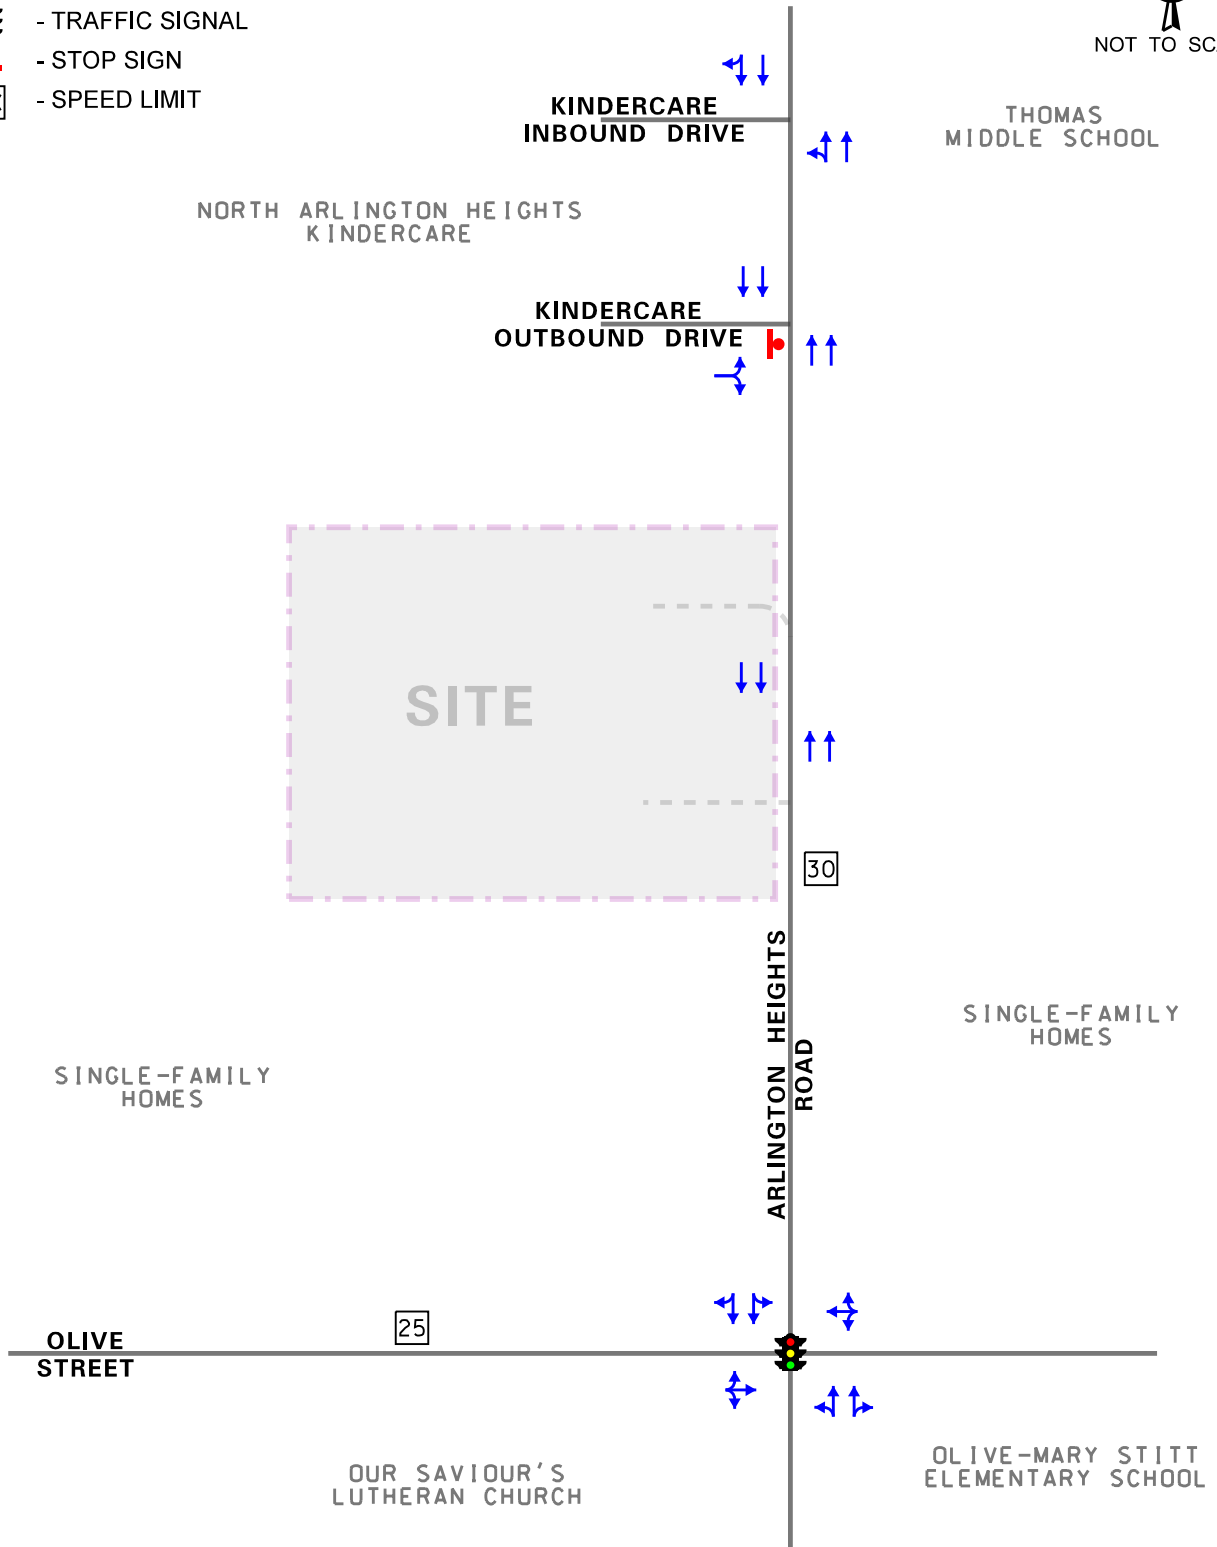 - TRAFFIC SIGNAL
- STOP SIGN
- SPEED LIMIT
NOT TO
KINDERCARE
INBOUND DRIVE
THOMAS
MIDDLE SCHOOL
NORTH ARLINGTON HEIGHTS
KINDERCARE
KINDERCARE
OUTBOUND DRIVE
SITE
30
ARLINGTON HEIGHTS
ROAD
SINGLE-FAMILY
HOMES
SINGLE-FAMILY
HOMES
25
OLIVE
STREET
OUR SAVIOUR'S
LUTHERAN CHURCH
OLIVE-MARY STITT
ELEMENTARY SCHOOL